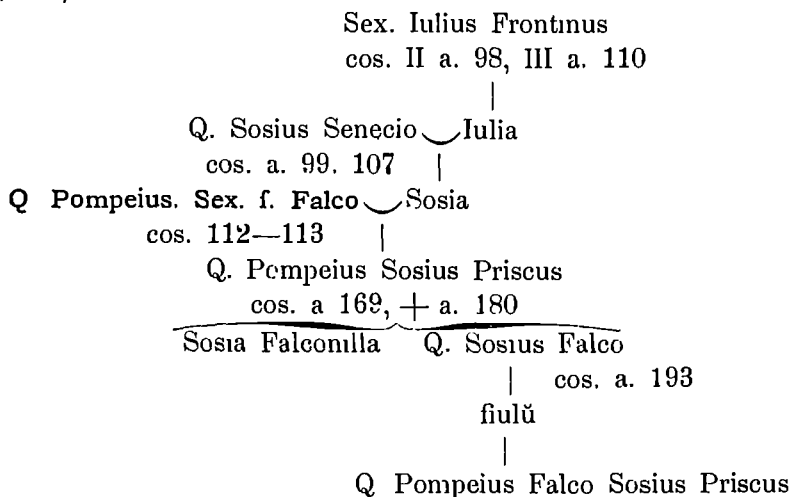 Sex. Iulius Frontinus
cos. II a. 98, III a. 110
Q. Sosius Senecio Iulia
cos. a. 99. 107
Q Pompeius. Sex. f. Falco Sosia
cos. 112—113
Q. Pompeius Sosius Priscus
cos. a 169, + a. 180
Sosia Falconilla Q. Sosius Falco
cos. a. 193
fiulŭ
Q Pompeius Falco Sosius Priscus